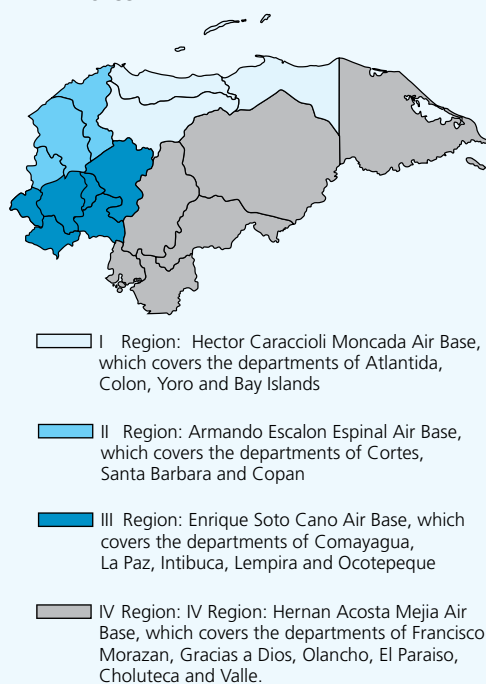 I Region: Hector Caraccioli Moncada Air Base,
which covers the departments of Atlantida,
Colon, Yoro and Bay Islands
II Region: Armando Escalon Espinal Air Base,
which covers the departments of Cortes,
Santa Barbara and Copan
III Region: Enrique Soto Cano Air Base, which
covers the departments of Comayagua,
La Paz, Intibuca, Lempira and Ocotepeque
IV Region: IV Region: Hernan Acosta Mejia Air
Base, which covers the departments of Francisco
Morazan, Gracias a Dios, Olancho, El Paraiso,
Choluteca and Valle.